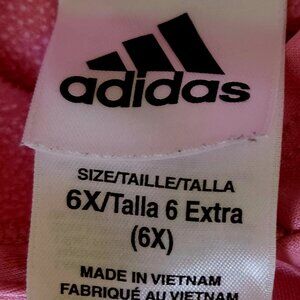 adidas
SIZE/TAILLE/TALLA
6X/Talla 6 Extra
(6X)
MADE IN VIETNAM
FABRIQUÉ AU VIETNAM